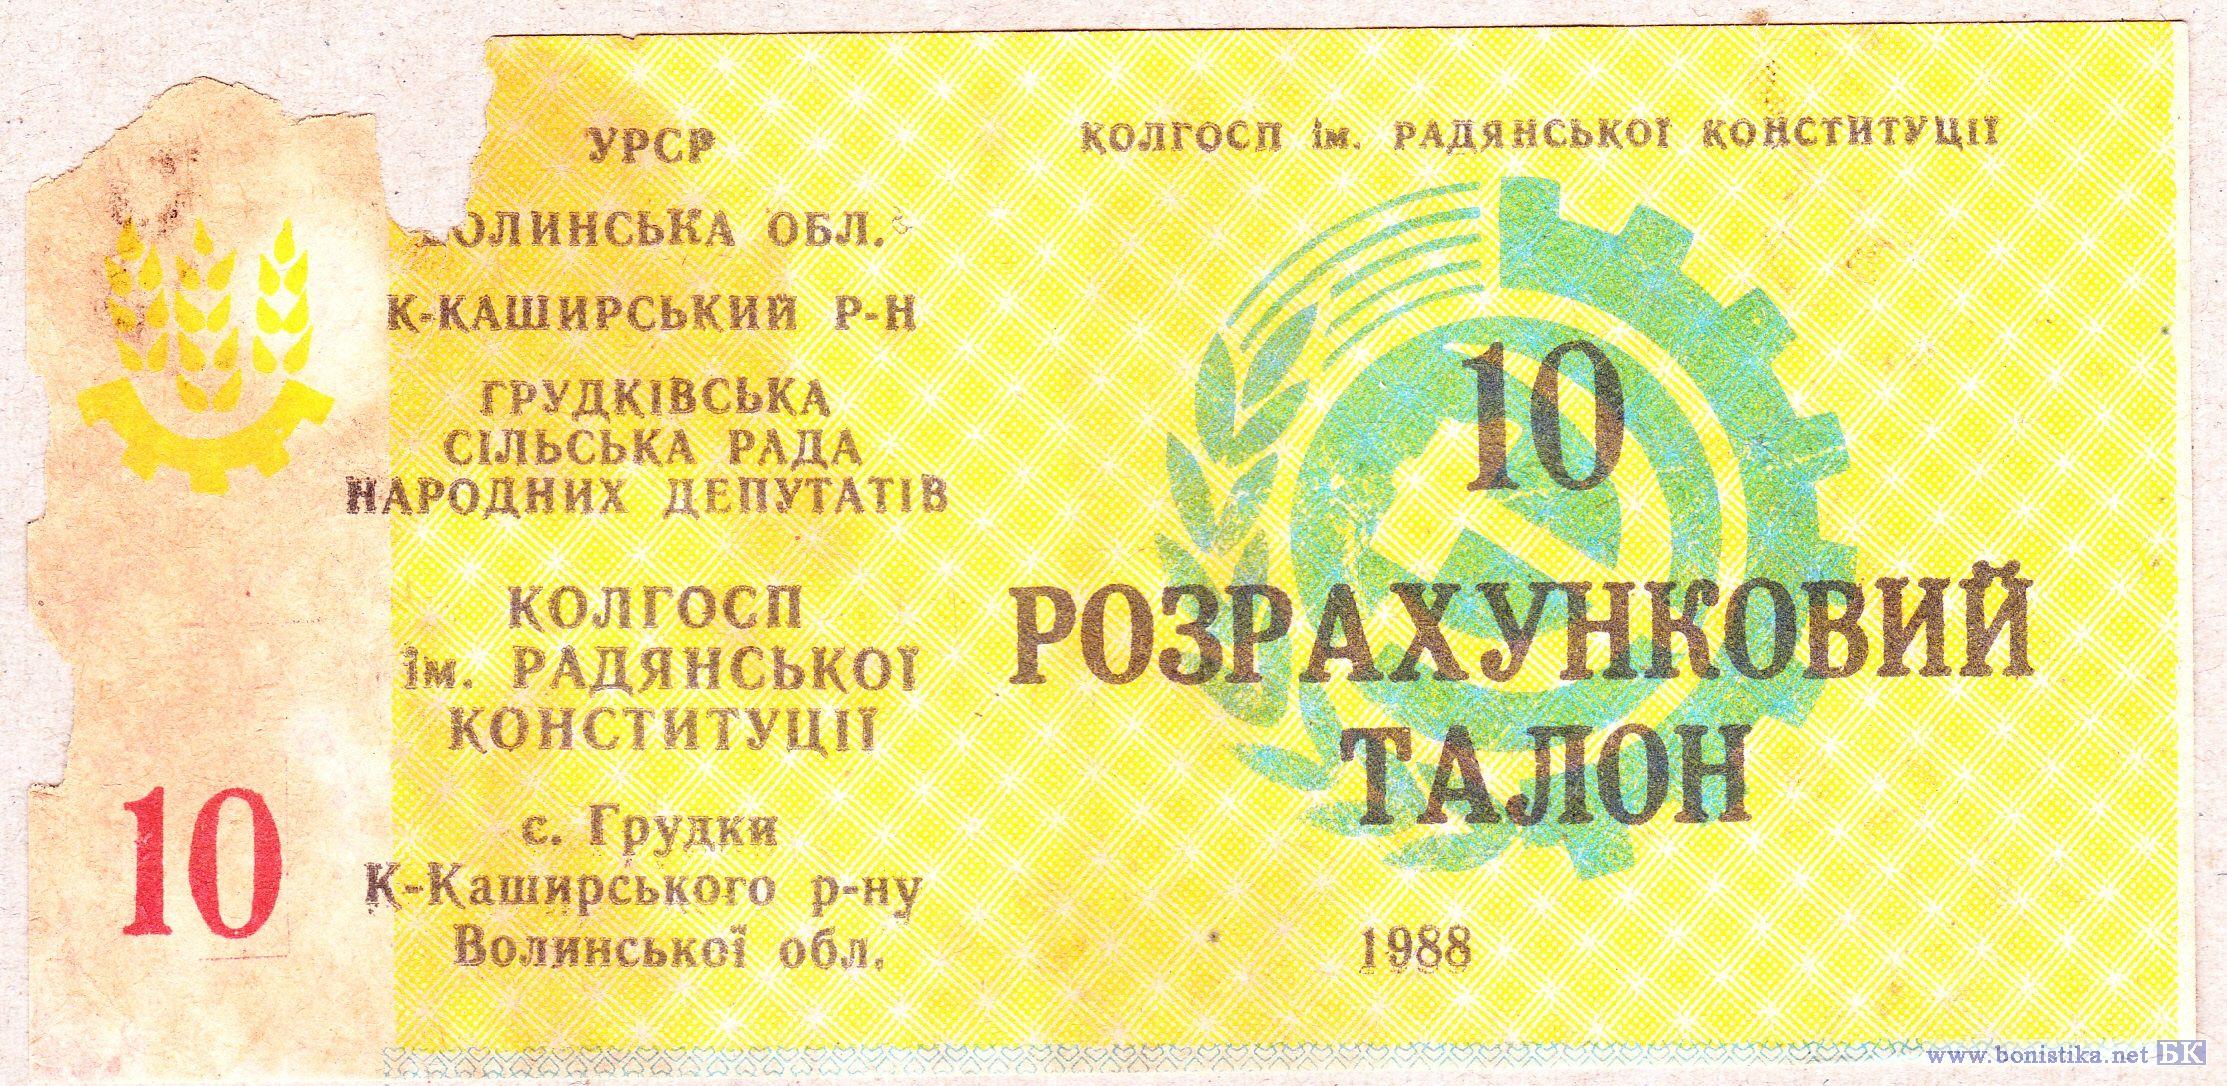 УРСР
ВОЛИНСЬКА ОБЛ.
К-КАШИРСЬКИЙ Р-Н
ГРУДКІВСЬКА
СІЛЬСЬКА РАДА
НАРОДНИХ ДЕПУТАТІВ
КОЛГОСП
ім. РАДЯНСЬКОЇ
КОНСТИТУЦІЇ
с. Грудки
К-Каширського р-ну
Волинської обл.
10
КОЛГОСП ім. РАДЯНСЬКОЇ КОНСТИТУЦІЇ
10
РОЗРАХУНКОВИЙ
ТАЛОН
1988
www.bonistika.net БК